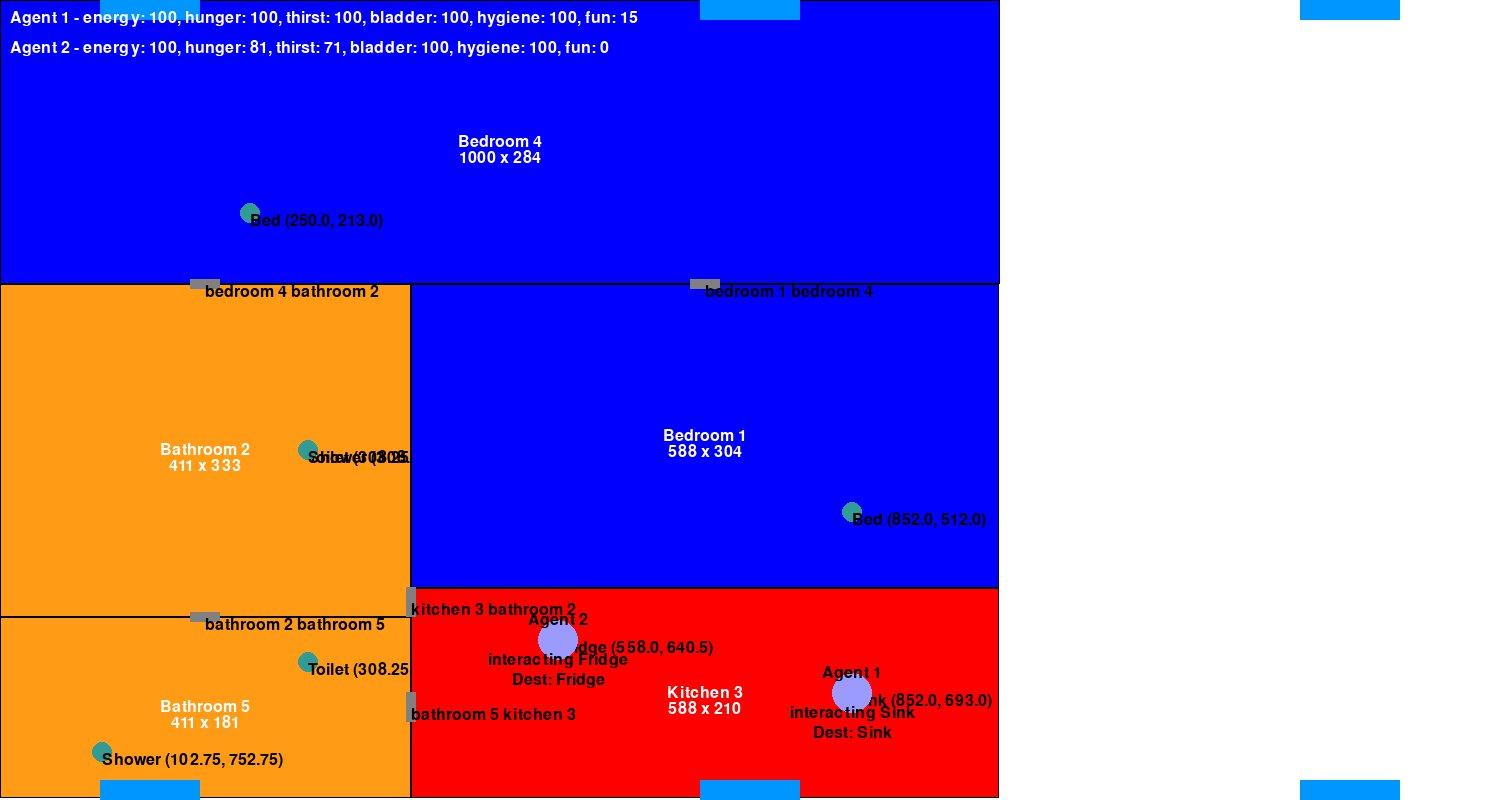 Agent 1 - energy: 100, hunger: 100, thirst: 100, bladder: 100, hygiene: 100, fun: 15
Agent 2 - energy: 100, hunger: 81, thirst: 71, bladder: 100, hygiene: 100, fun: 0
Bedroom 4
1000 x 284
Bed (250.0, 213.0)
bedroom 4 bathroom 2
bedroom 1 bedroom 4
Bathroom 2
411 x 333
Bedroom 1
588 x 304
Bed (852.0, 512.0)
kitchen 3 bathroom 2
bathroom 2 bathroom 5
Agent 2
(558.0, 640.5)
interacting Fridge
Dest: Fridge
Toilet (308.25
Agent 1
(852.0, 693.0)
interacting Sink
Dest: Sink
Kitchen 3
588 x 210
Bathroom 5
411 x 181
bathroom 5 kitchen 3
Shower (102.75, 752.75)